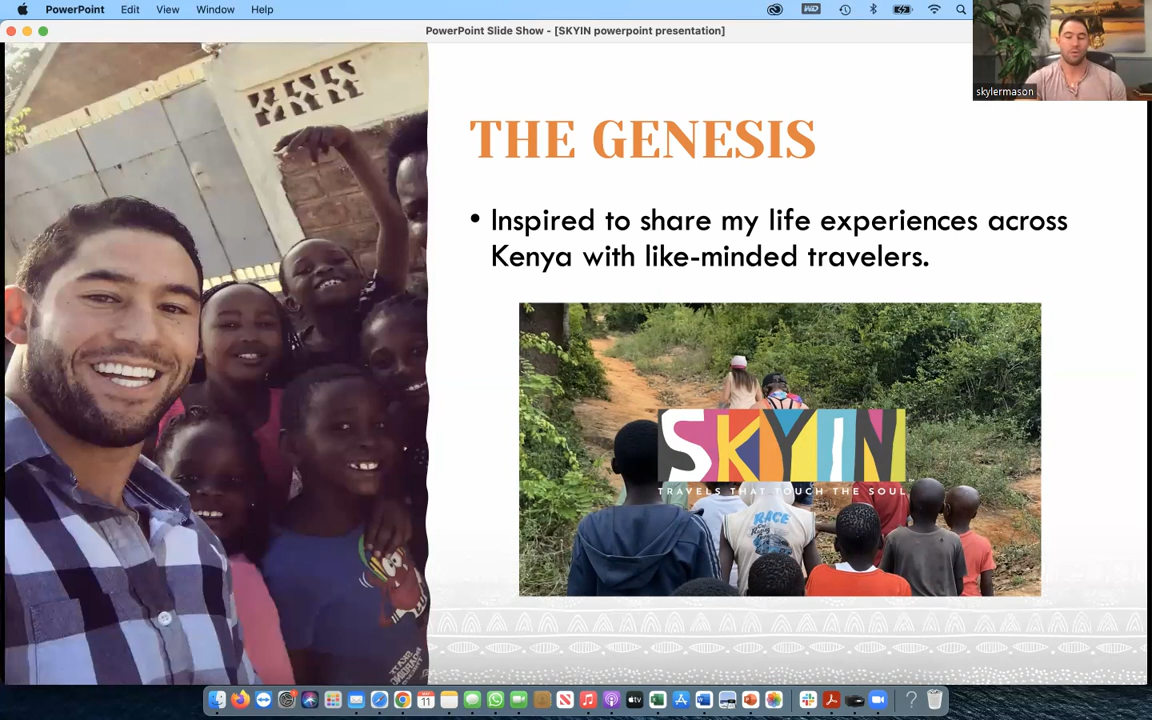 PowerPoint Edit View Window Help
PowerPoint Slide Show - [SKYIN powerpoint presentation]
skylermason
THE GENESIS
• Inspired to share my life experiences across
Kenya with like-minded travelers.
SKYIN
TRAVELS THAT TOUCH THE SOUL
RACE